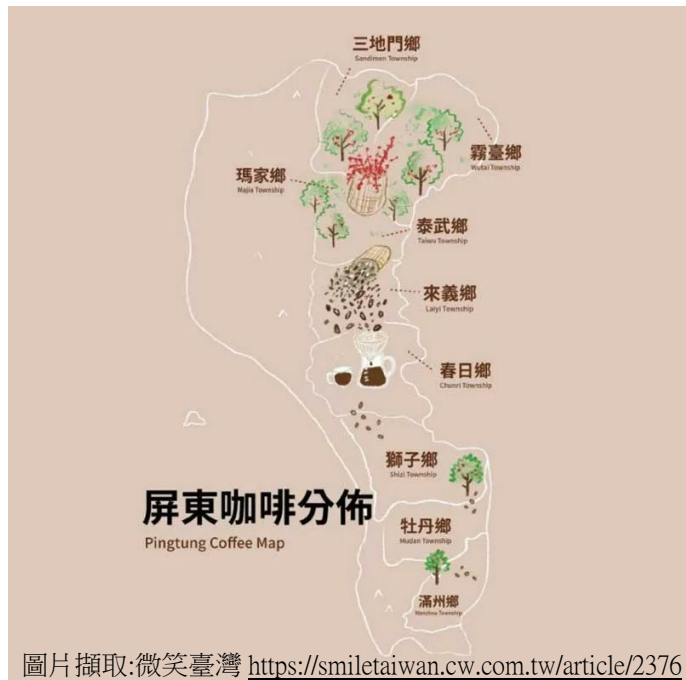 三地門鄉
Sandimen Township
霧臺鄉
Wutai Township
瑪家鄉
Majia Township
泰武鄉
Taiwu Township
來義鄉
Laiyi Township
春日鄉
Chunri Township
獅子鄉
Shizi Township
屏東咖啡分佈
Pingtung Coffee Map
牡丹鄉
Mudan Township
滿州鄉
Manzhou Township
圖片擷取:微笑臺灣 https://smiletaiwan.cw.com.tw/article/2376